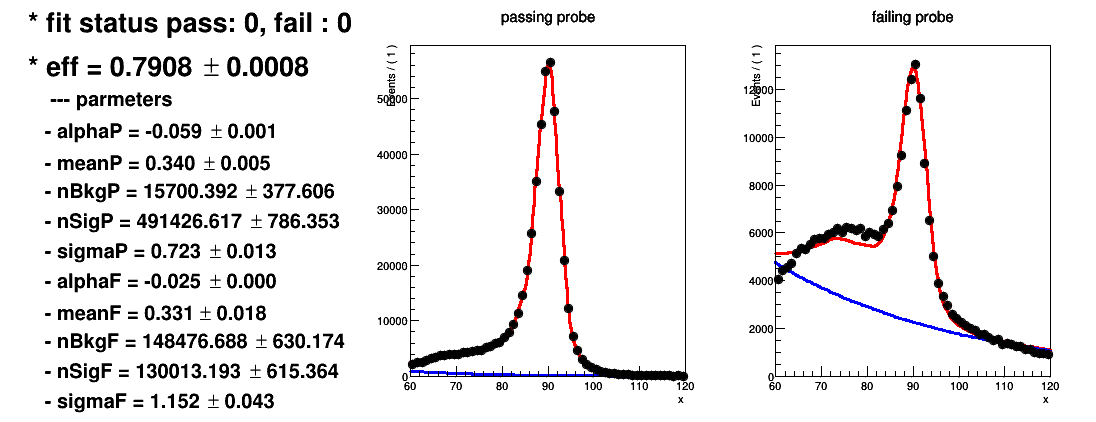 * fit status pass: 0, fail : 0
* eff = 0.7908 ± 0.0008
--- parmeters
- alphaP = -0.059 ± 0.001
- meanP = 0.340 ± 0.005
- nBkgP = 15700.392 ± 377.606
- nSigP = 491426.617 ± 786.353
- sigmaP = 0.723 ± 0.013
- alphaF = -0.025 ± 0.000
- meanF = 0.331 ± 0.018
- nBkgF = 148476.688 ± 630.174
- nSigF = 130013.193 ± 615.364
- sigmaF = 1.152 ± 0.043
passing probe
Events / ( 1 )
50000
40000
30000
20000
10000
0
60 70 80 90 100 110 120
x
failing probe
Events / ( 1 )
12000
10000
8000
6000
4000
2000
0
60 70 80 90 100 110 120
x